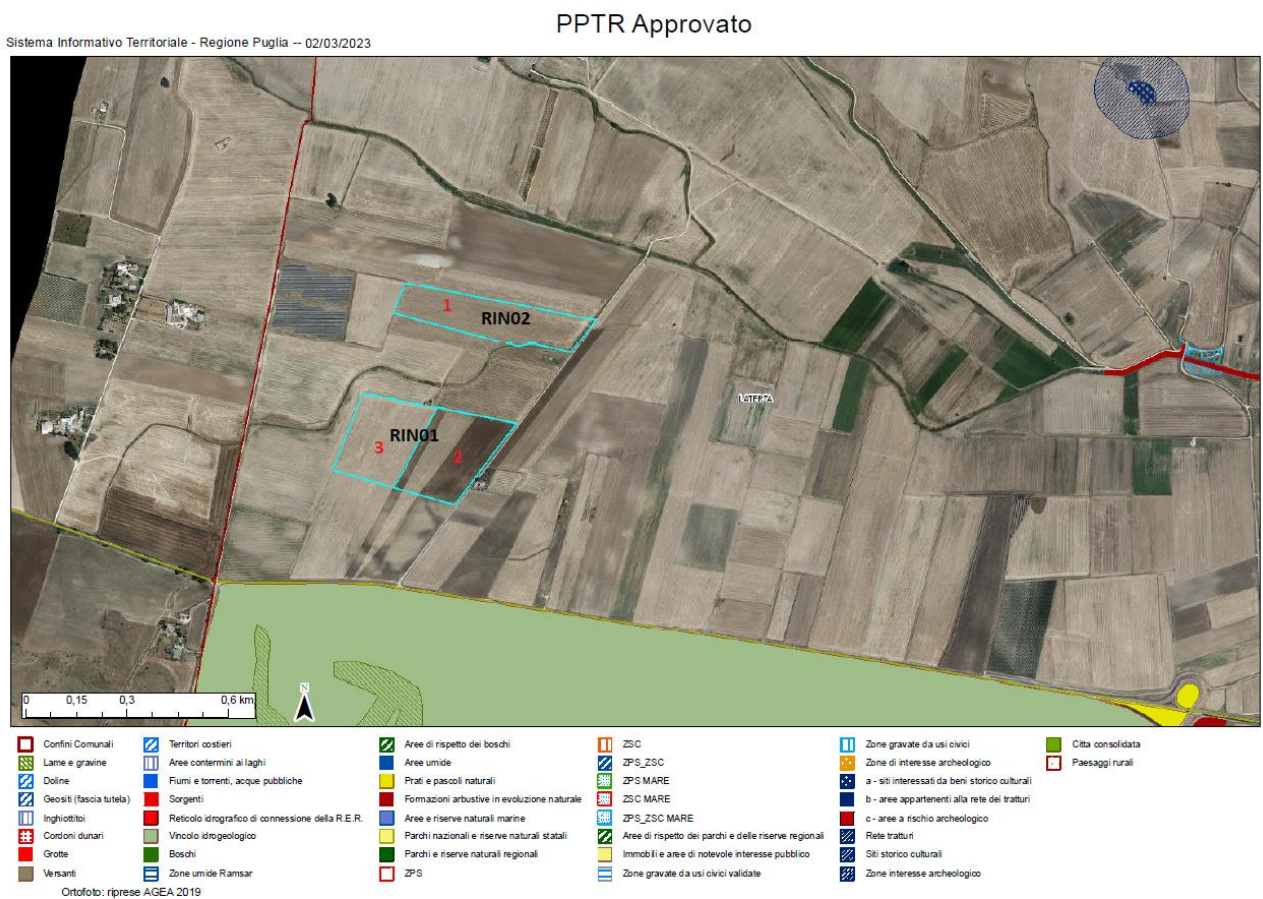 PPTR Approvato
Sistema Informativo Territoriale - Regione Puglia -- 02/03/2023
1
RIN02
LATERZA
RIN01
3
2
N
0 0,15 0,3 0,6 km
Confini Comunali
Lame e gravine
Doline
Geositi (fascia tutela)
Inghiottitoi
Cordoni dunari
Grotte
Versanti
Territori costieri
Aree contermini ai laghi
Fiumi e torrenti, acque pubbliche
Sorgenti
Reticolo idrografico di connessione della R.E.R.
Vincolo idrogeologico
Boschi
Zone umide Ramsar
Aree di rispetto dei boschi
Aree umide
Prati e pascoli naturali
Formazioni arbustive in evoluzione naturale
Aree e riserve naturali marine
Parchi nazionali e riserve naturali statali
Parchi e riserve naturali regionali
ZPS
ZSC
ZPS_ZSC
ZPS MARE
ZSC MARE
ZPS_ZSC MARE
Aree di rispetto dei parchi e delle riserve regionali
Immobili e aree di notevole interesse pubblico
Zone gravate da usi civici validate
Zone gravate da usi civici
Zone di interesse archeologico
a - siti interessati da beni storico culturali
b - aree appartenenti alla rete dei tratturi
c - aree a rischio archeologico
Rete tratturi
Siti storico culturali
Zone interesse archeologico
Citta consolidata
Paesaggi rurali
Ortofoto: riprese AGEA 2019